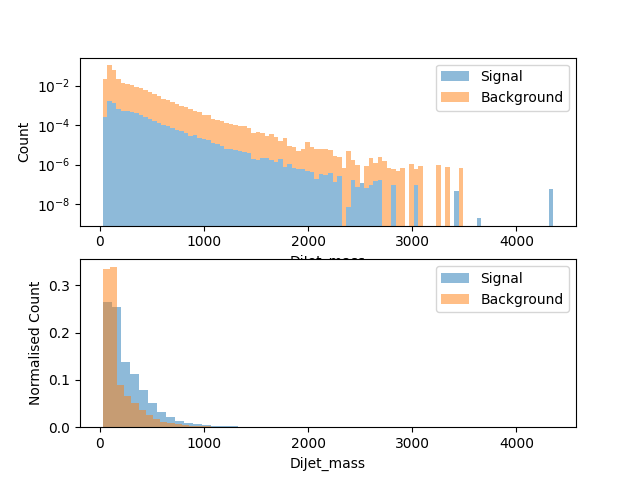 Signal
Background
Count
10⁻²
10⁻⁴
10⁻⁶
10⁻⁸
0 1000 2000 3000 4000
DiJet_mass
Signal
Background
Normalised Count
0.3
0.2
0.1
0.0
0 1000 2000 3000 4000
DiJet_mass